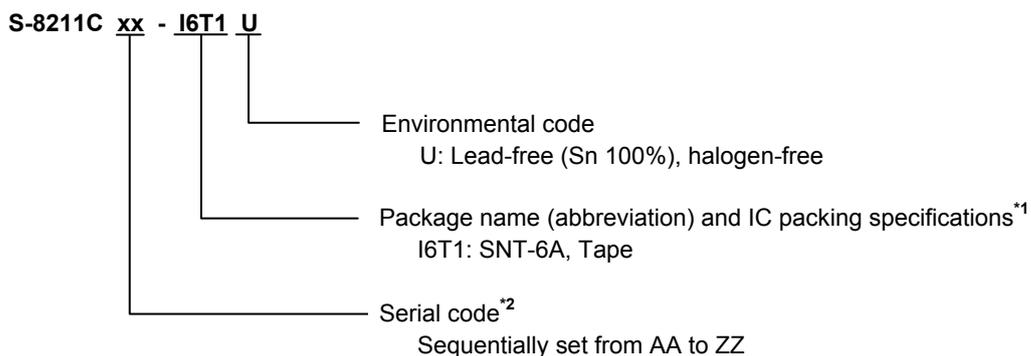 S-8211C xx - I6T1 U
Environmental code
U: Lead-free (Sn 100%), halogen-free
Package name (abbreviation) and IC packing specifications*1
I6T1: SNT-6A, Tape
Serial code*2
Sequentially set from AA to ZZ